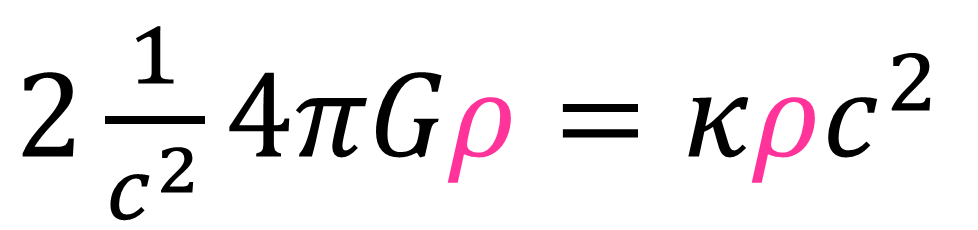 2 1/c² 4πGρ = κρc²